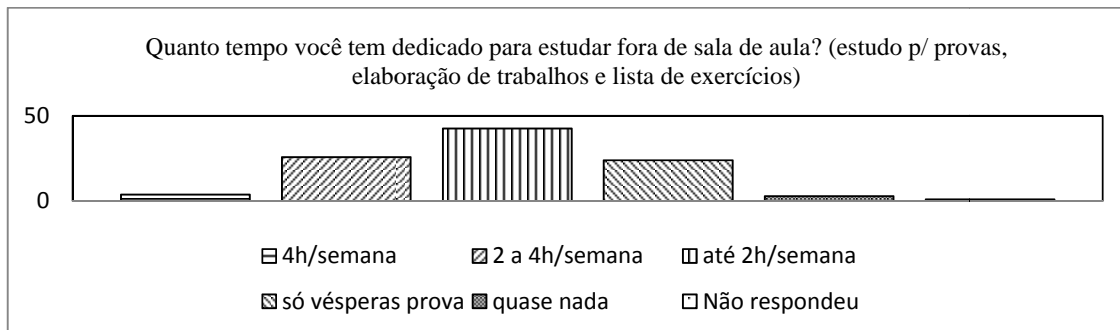 Quanto tempo você tem dedicado para estudar fora de sala de aula? (estudo p/ provas,
elaboração de trabalhos e lista de exercícios)
50
0
4h/semana 2 a 4h/semana até 2h/semana
só vésperas prova quase nada Não respondeu